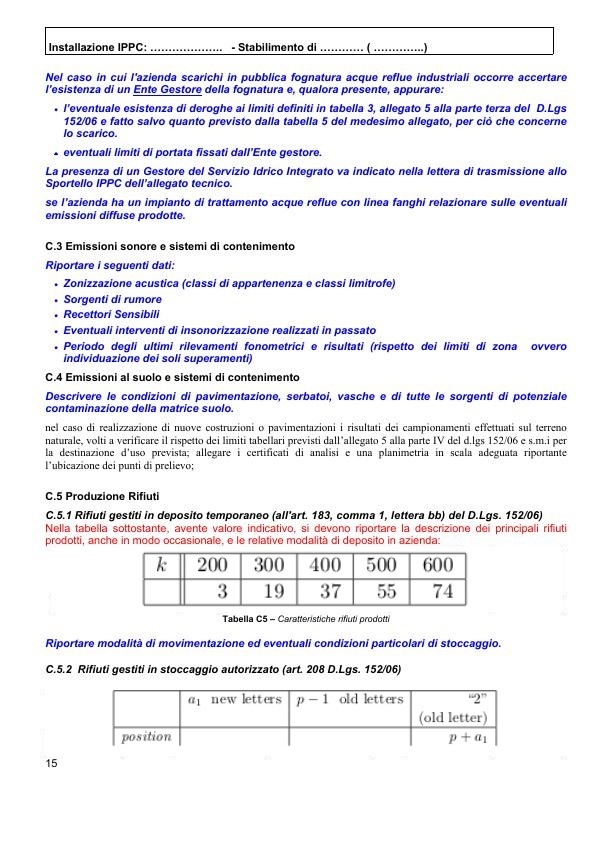 Installazione IPPC: ……………….. - Stabilimento di ………… ( …………..)
Nel caso in cui l'azienda scarichi in pubblica fognatura acque reflue industriali occorre accertare
l'esistenza di un Ente Gestore della fognatura e, qualora presente, appurare:
• l'eventuale esistenza di deroghe ai limiti definiti in tabella 3, allegato 5 alla parte terza del D.Lgs
152/06 e fatto salvo quanto previsto dalla tabella 5 del medesimo allegato, per ciò che concerne
lo scarico.
eventuali limiti di portata fissati dall'Ente gestore.
La presenza di un Gestore del Servizio Idrico Integrato va indicato nella lettera di trasmissione allo
Sportello IPPC dell'allegato tecnico.
se l'azienda ha un impianto di trattamento acque reflue con linea fanghi relazionare sulle eventuali
emissioni diffuse prodotte.
C.3 Emissioni sonore e sistemi di contenimento
Riportare i seguenti dati:
• Zonizzazione acustica (classi di appartenenza e classi limitrofe)
• Sorgenti di rumore
• Recettori Sensibili
• Eventuali interventi di insonorizzazione realizzati in passato
• Periodo degli ultimi rilevamenti fonometrici e risultati (rispetto dei limiti di zona ovvero
individuazione dei soli superamenti)
C.4 Emissioni al suolo e sistemi di contenimento
Descrivere le condizioni di pavimentazione, serbatoi, vasche e di tutte le sorgenti di potenziale
contaminazione della matrice suolo.
nel caso di realizzazione di nuove costruzioni o pavimentazioni i risultati dei campionamenti effettuati sul terreno
naturale, volti a verificare il rispetto dei limiti tabellari previsti dall'allegato 5 alla parte IV del d.lgs 152/06 e s.m.i per
la destinazione d'uso prevista; allegare i certificati di analisi e una planimetria in scala adeguata riportante
l'ubicazione dei punti di prelievo;
C.5 Produzione Rifiuti
C.5.1 Rifiuti gestiti in deposito temporaneo (all'art. 183, comma 1, lettera bb) del D.Lgs. 152/06)
Nella tabella sottostante, avente valore indicativo, si devono riportare la descrizione dei principali rifiuti
prodotti, anche in modo occasionale, e le relative modalità di deposito in azienda:
k 200 300 400 500 600
3 19 37 55 74
Tabella C5 – Caratteristiche rifiuti prodotti
Riportare modalità di movimentazione ed eventuali condizioni particolari di stoccaggio.
C.5.2 Rifiuti gestiti in stoccaggio autorizzato (art. 208 D.Lgs. 152/06)
a₁ new letters p − 1 old letters "2"
(old letter)
position p + a₁
15